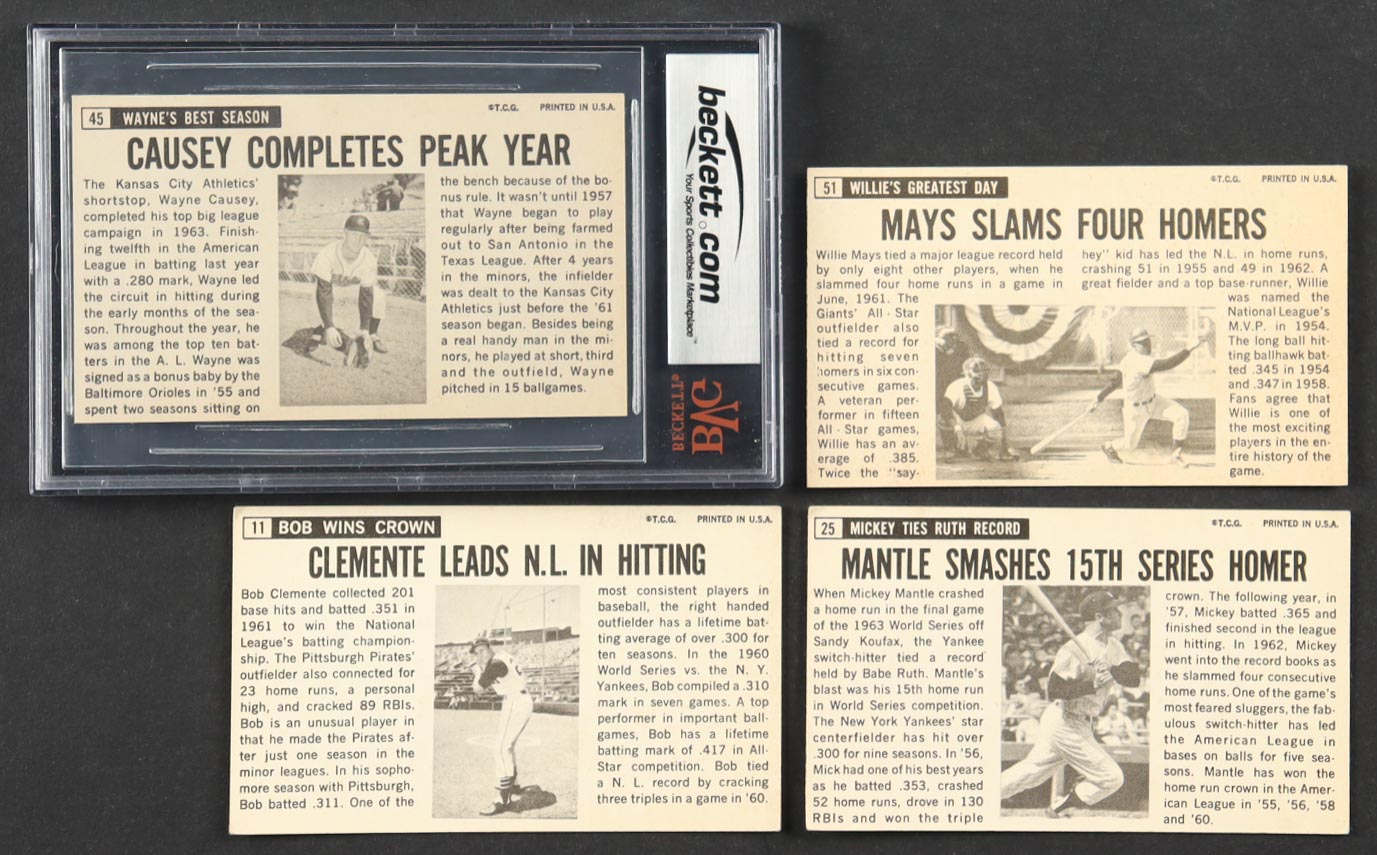 45 WAYNE'S BEST SEASON
©T.C.G. PRINTED IN U.S.A.
CAUSEY COMPLETES PEAK YEAR
The Kansas City Athletics'
shortstop, Wayne Causey,
completed his top big league
campaign in 1963. Finish-
ing twelfth in the American
League in batting last year
with a .280 mark, Wayne led
the circuit in hitting during
the early months of the sea-
son. Throughout the year, he
was among the top ten bat-
ters in the A. L. Wayne was
signed as a bonus baby by the
Baltimore Orioles in '55 and
spent two seasons sitting on
the bench because of the bo-
nus rule. It wasn't until 1957
that Wayne began to play
regularly after being farmed
out to San Antonio in the
Texas League. After 4 years
in the minors, the infielder
was dealt to the Kansas City
Athletics just before the '61
season began. Besides being
a real handy man in the mi-
nors, he played at short, third
and the outfield, Wayne
pitched in 15 ballgames.
beckett.com
Your Sports Collectibles Marketplace™
BECKETT®
BVG
51 WILLIE'S GREATEST DAY
©T.C.G. PRINTED IN U.S.A.
MAYS SLAMS FOUR HOMERS
Willie Mays tied a major league record held
by only eight other players, when he
slammed four home runs in a game in
June, 1961. The
Giants' All-Star
outfielder also
tied a record for
hitting seven
homers in six con-
secutive games.
A veteran per-
former in fifteen
All-Star games,
Willie has an av-
erage of .385.
Twice the "say-
hey" kid has led the N.L. in home runs,
crashing 51 in 1955 and 49 in 1962. A
great fielder and a top base-runner, Willie
was named the
National League's
M.V.P. in 1954.
The long ball hit-
ting ballhawk bat-
ted .345 in 1954
and .347 in 1958.
Fans agree that
Willie is one of
the most exciting
players in the en-
tire history of the
game.
11 BOB WINS CROWN
©T.C.G. PRINTED IN U.S.A.
CLEMENTE LEADS N.L. IN HITTING
Bob Clemente collected 201
base hits and batted .351 in
1961 to win the National
League's batting champion-
ship. The Pittsburgh Pirates'
outfielder also connected for
23 home runs, a personal
high, and cracked 89 RBIs.
Bob is an unusual player in
that he made the Pirates af-
ter just one season in the
minor leagues. In his sopho-
more season with Pittsburgh,
Bob batted .311. One of the
most consistent players in
baseball, the right handed
outfielder has a lifetime bat-
ting average of over .300 for
ten seasons. In the 1960
World Series vs. the N. Y.
Yankees, Bob compiled a .310
mark in seven games. A top
performer in important ball-
games, Bob has a lifetime
batting mark of .417 in All-
Star competition. Bob tied
a N. L. record by cracking
three triples in a game in '60.
25 MICKEY TIES RUTH RECORD
©T.C.G. PRINTED IN U.S.A.
MANTLE SMASHES 15TH SERIES HOMER
When Mickey Mantle crashed
a home run in the final game
of the 1963 World Series off
Sandy Koufax, the Yankee
switch-hitter tied a record
held by Babe Ruth. Mantle's
blast was his 15th home run
in World Series competition.
The New York Yankees' star
centerfielder has hit over
.300 for nine seasons. In '56,
Mick had one of his best years
as he batted .353, crashed
52 home runs, drove in 130
RBIs and won the triple
crown. The following year, in
'57, Mickey batted .365 and
finished second in the league
in hitting. In 1962, Mickey
went into the record books as
he slammed four consecutive
home runs. One of the game's
most feared sluggers, the fab-
ulous switch-hitter has led
the American League in
bases on balls for five sea-
sons. Mantle has won the
home run crown in the Amer-
ican League in '55, '56, '58
and '60.